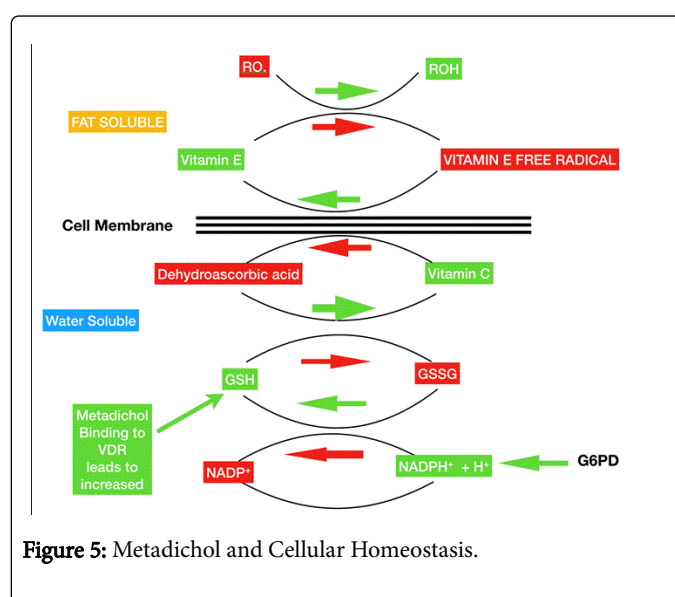 RO. ROH
FAT SOLUBLE
Vitamin E VITAMIN E FREE RADICAL
Cell Membrane
Dehydroascorbic acid Vitamin C
Water Soluble
GSH GSSG
Metadichol
Binding to
VDR
leads to
increased
NADP⁺ NADPH⁺ + H⁺ G6PD
Figure 5: Metadichol and Cellular Homeostasis.